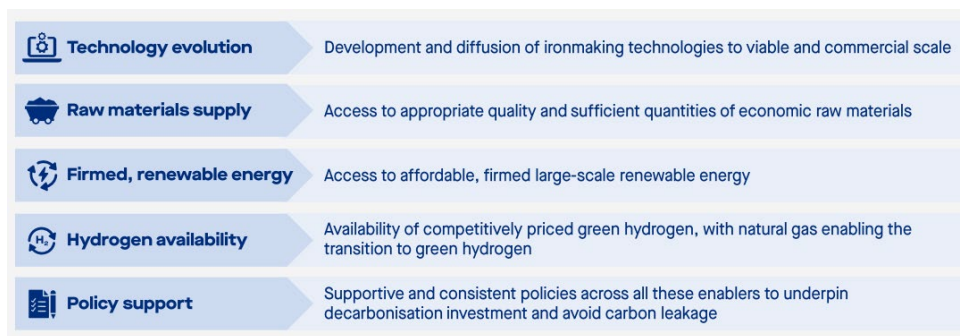 Technology evolution
Development and diffusion of ironmaking technologies to viable and commercial scale
Raw materials supply
Access to appropriate quality and sufficient quantities of economic raw materials
Firmed, renewable energy
Access to affordable, firmed large-scale renewable energy
H₂
Hydrogen availability
Availability of competitively priced green hydrogen, with natural gas enabling the
transition to green hydrogen
Policy support
Supportive and consistent policies across all these enablers to underpin
decarbonisation investment and avoid carbon leakage